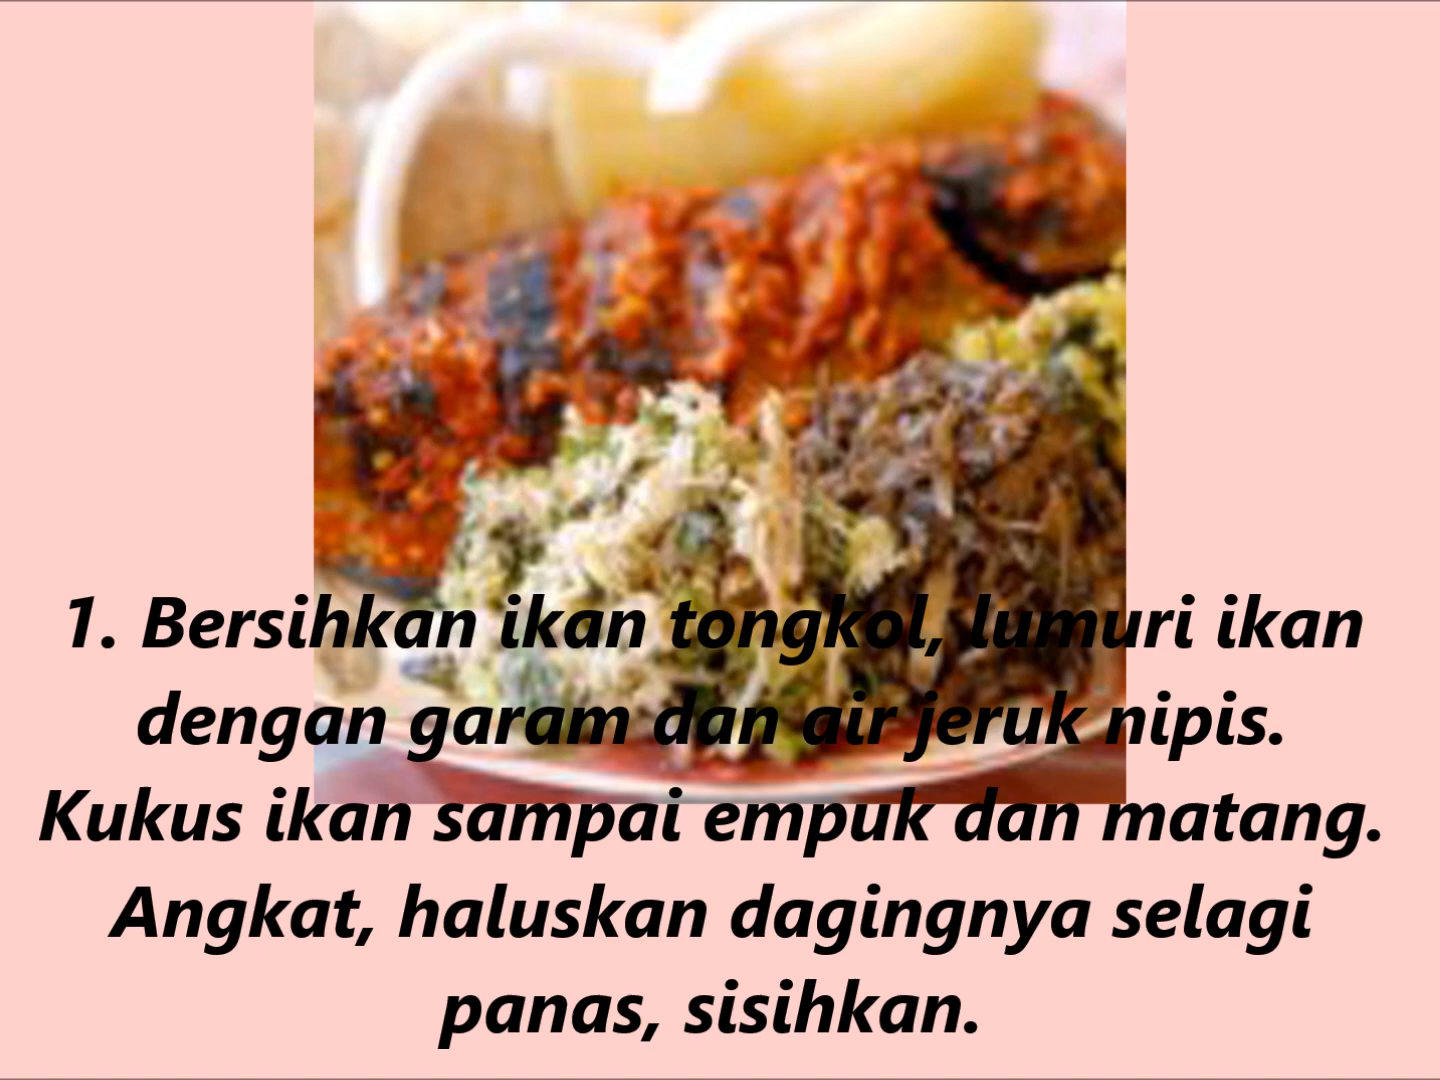 1. Bersihkan ikan tongkol, lumuri ikan
dengan garam dan air jeruk nipis.
Kukus ikan sampai empuk dan matang.
Angkat, haluskan dagingnya selagi
panas, sisihkan.